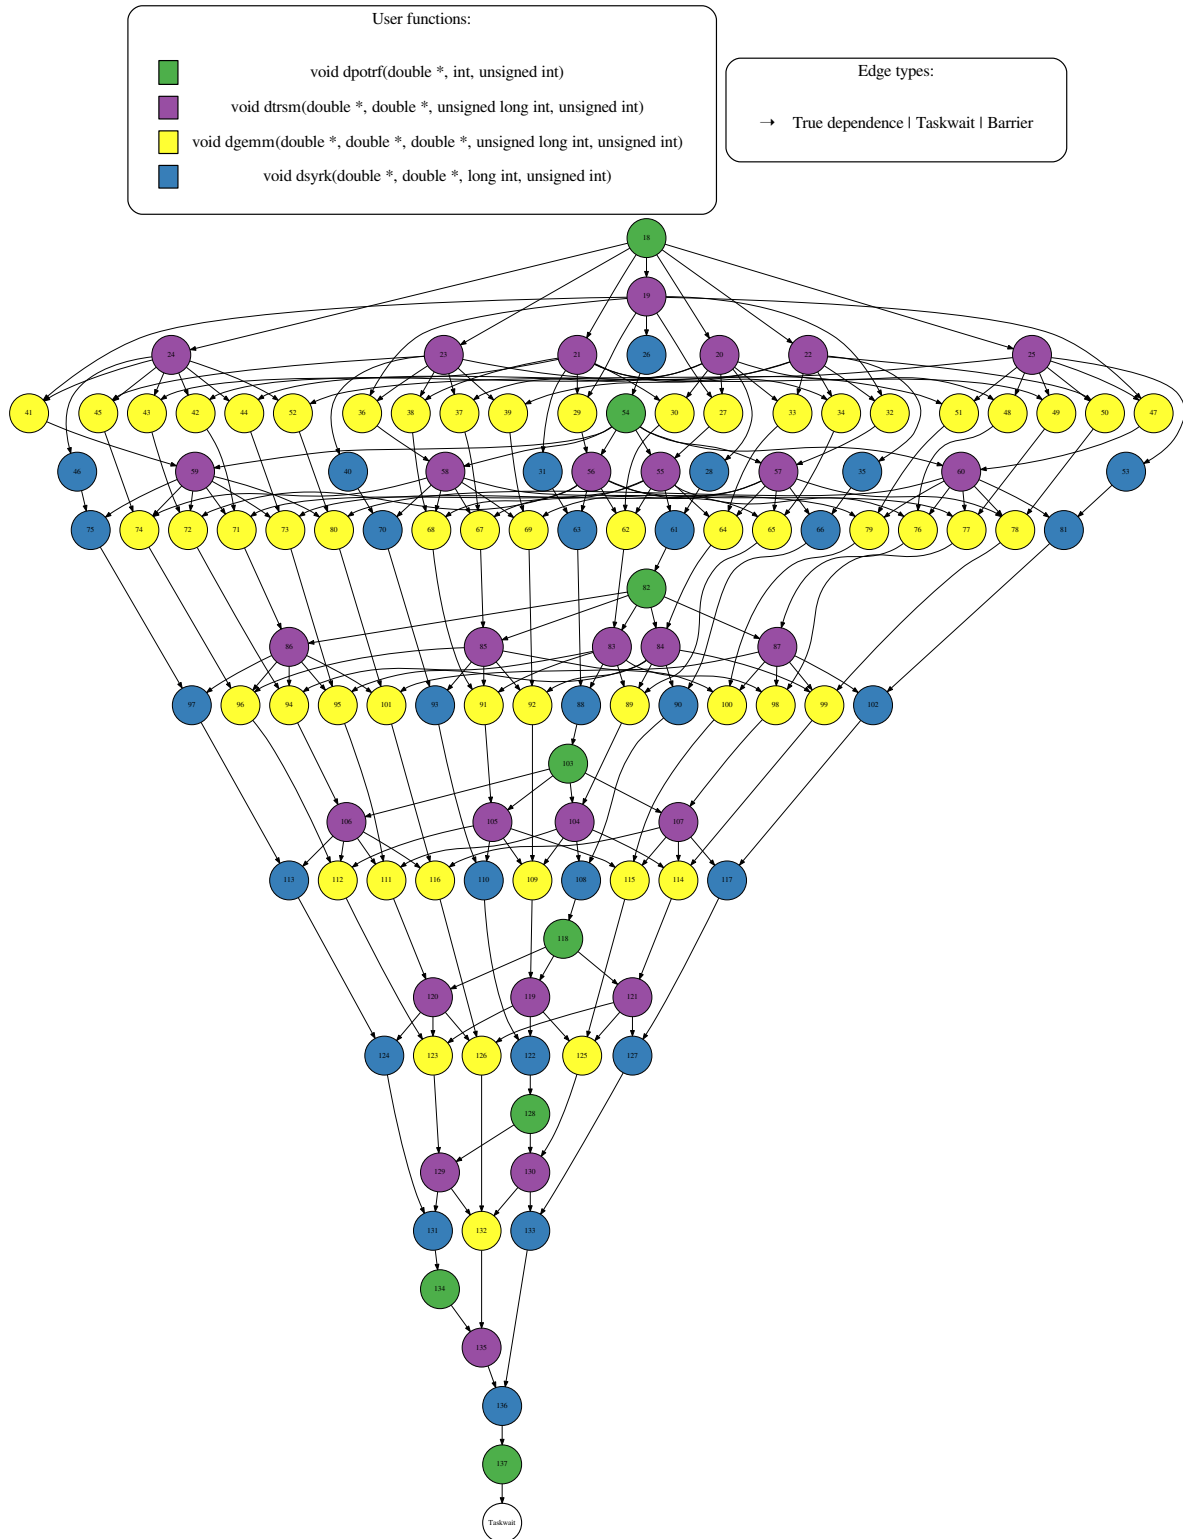 User functions:
void dpotrf(double *, int, unsigned int)
void dtrsm(double *, double *, unsigned long int, unsigned int)
void dgemm(double *, double *, double *, unsigned long int, unsigned int)
void dsyrk(double *, double *, long int, unsigned int)
Edge types:
→ True dependence | Taskwait | Barrier
18
19
24 23 21 26 20 22 25
41 45 43 42 44 52 36 38 37 39 29 54 30 27 33 34 32 51 48 49 50 47
46 59 40 58 31 56 55 28 57 35 60 53
75 74 72 71 73 80 70 68 67 69 63 62 61 64 65 66 79 76 77 78 81
82
86 85 83 84 87
97 96 94 95 101 93 91 92 88 89 90 100 98 99 102
103
106 105 104 107
113 112 111 116 110 109 108 115 114 117
118
120 119 121
124 123 126 122 125 127
128
129 130
131 132 133
134
135
136
137
Taskwait